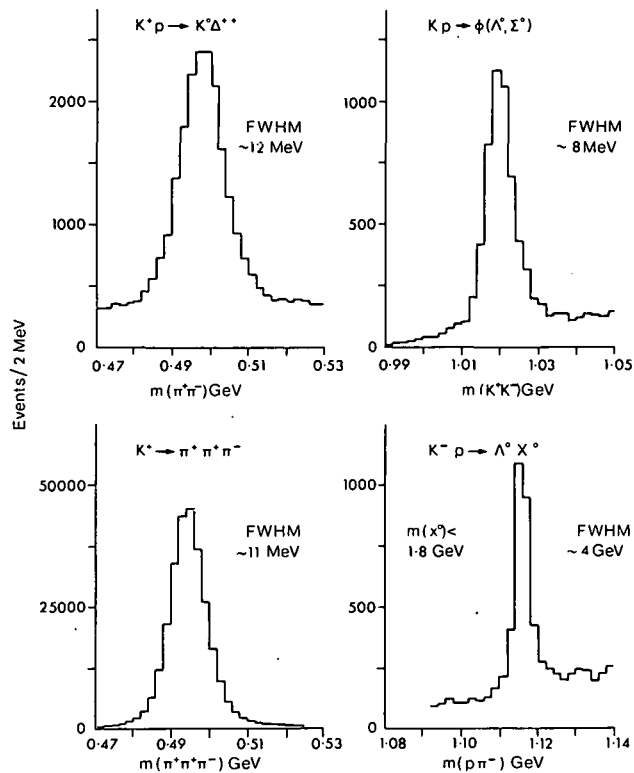 K⁺p → K°Δ⁺⁺
FWHM
~12 MeV
2000
1000
0
0·47
0·49
0·51
0·53
m(π⁺π⁻)GeV
Kp → φ(Λ°,Σ°)
FWHM
~ 8MeV
1000
500
0
0·99
1·01
1·03
1·05
m(K⁺K⁻)GeV
Events/2 MeV
K⁺ → π⁺ π⁺ π⁻
FWHM
~11 MeV
50000
25000
0
0·47
0·49
0·51
0·53
m(π⁺π⁺π⁻) GeV
K⁻ p → Λ° X°
m(x°)<
1·8 GeV
FWHM
~4 GeV
1000
500
0
1·08
1·10
1·12
1·14
m(pπ⁻) GeV